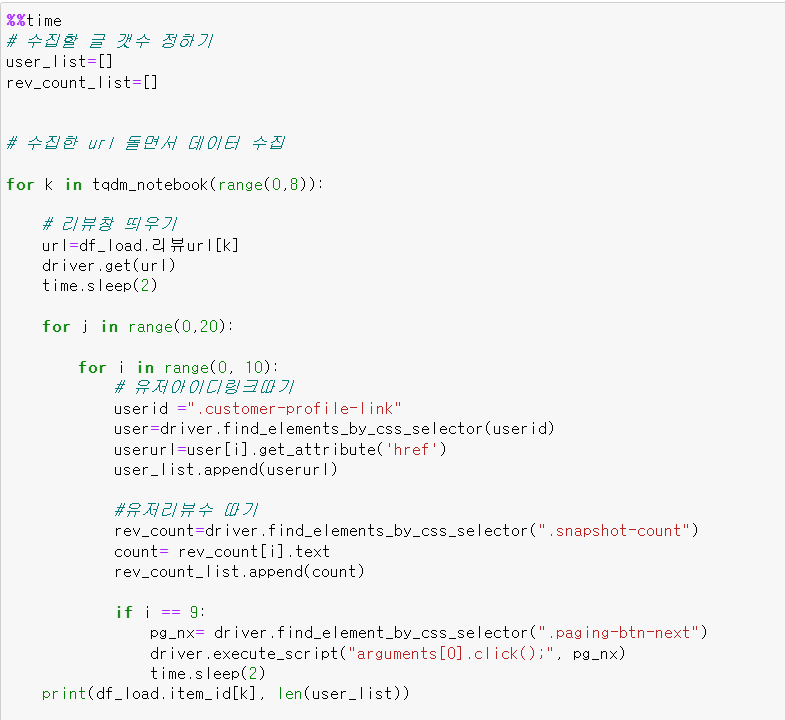 %%time
# 수집할 글 갯수 정하기
user_list=[]
rev_count_list=[]
# 수집한 url 돌면서 데이터 수집
for k in tqdm_notebook(range(0,8)):
# 리뷰창 띄우기
url=df_load.리뷰url[k]
driver.get(url)
time.sleep(2)
for j in range(0,20):
for i in range(0, 10):
# 유저아이디링크따기
userid =".customer-profile-link"
user=driver.find_elements_by_css_selector(userid)
userurl=user[i].get_attribute('href')
user_list.append(userurl)
#유저리뷰수 따기
rev_count=driver.find_elements_by_css_selector(".snapshot-count")
count= rev_count[i].text
rev_count_list.append(count)
if i == 9:
pg_nx= driver.find_element_by_css_selector(".paging-btn-next")
driver.execute_script("arguments[0].click();", pg_nx)
time.sleep(2)
print(df_load.item_id[k], len(user_list))